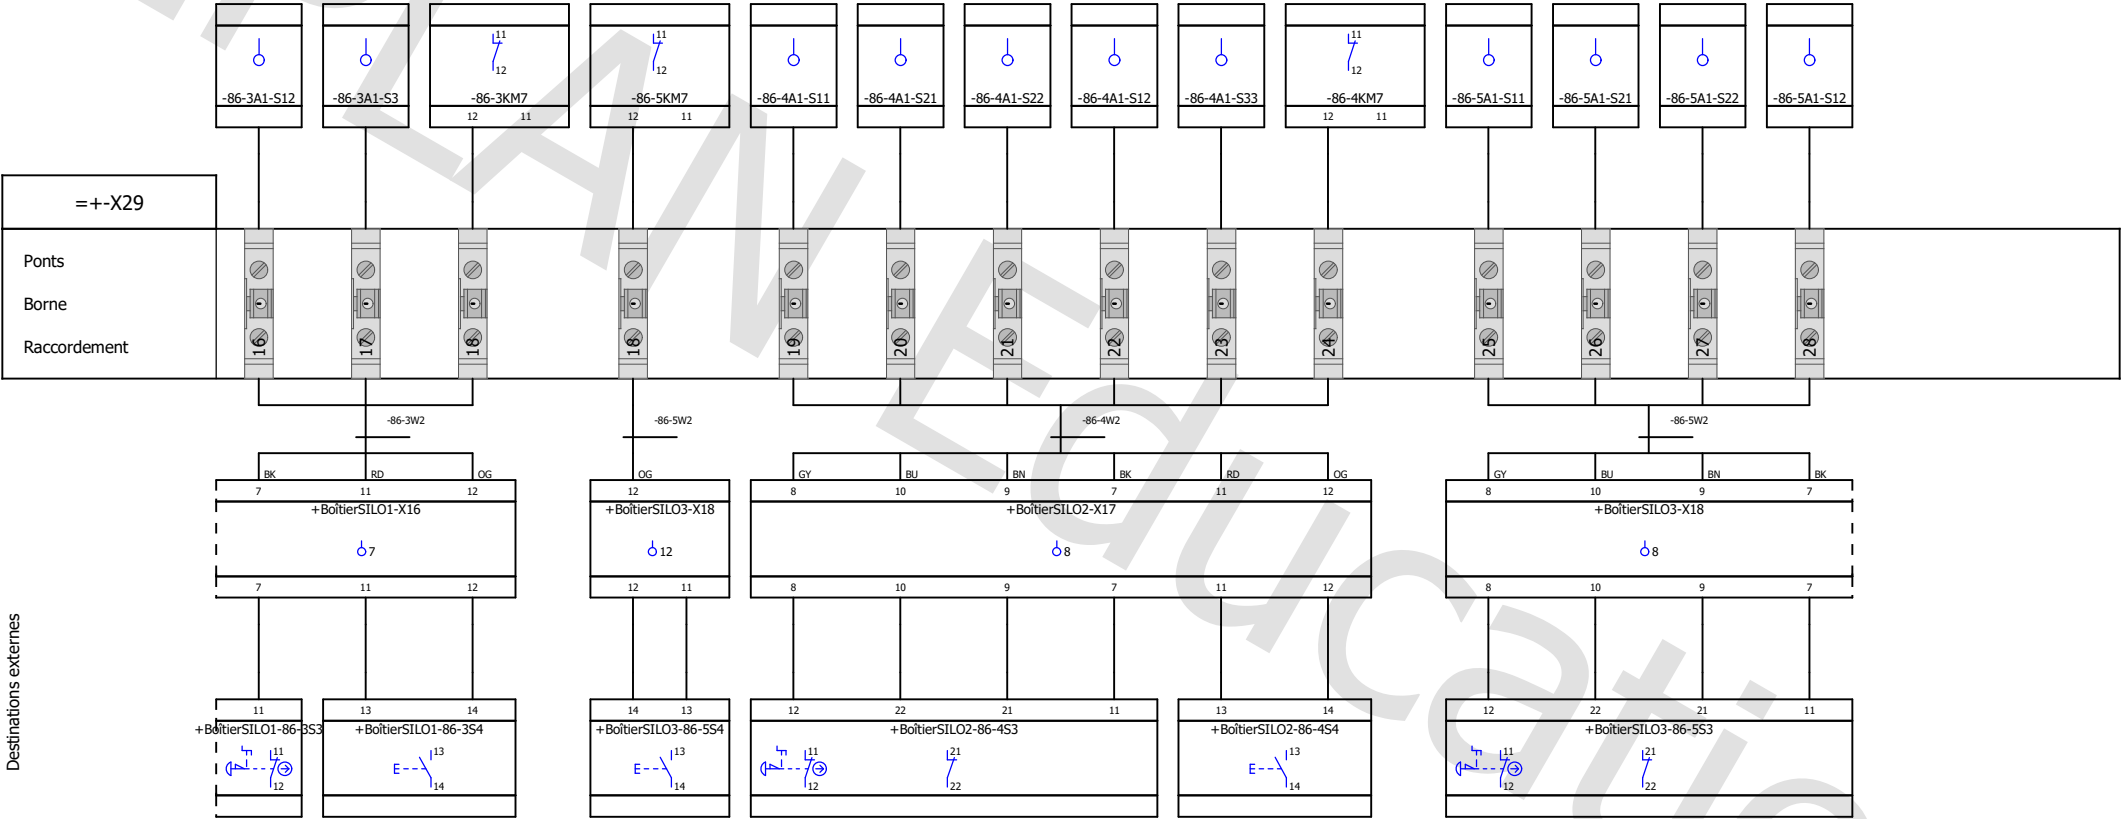 11 11 11
12 12 12
-86-3A1-S12 -86-3A1-S3 -86-3KM7 -86-5KM7 -86-4A1-S11 -86-4A1-S21 -86-4A1-S22 -86-4A1-S12 -86-4A1-S33 -86-4KM7 -86-5A1-S11 -86-5A1-S21 -86-5A1-S22 -86-5A1-S12
12 11 12 11 12 11
=+-X29
Ponts
Borne
Raccordement
16 17 18 18 19 20 21 22 23 24 25 26 27 28
-86-3W2 -86-5W2 -86-4W2 -86-5W2
BK RD OG OG GY BU BN BK RD OG GY BU BN BK
7 11 12 12 8 10 9 7 11 12 8 10 9 7
+BoîtierSILO1-X16 +BoîtierSILO3-X18 +BoîtierSILO2-X17 +BoîtierSILO3-X18
7 12 8 8
7 11 12 12 11 8 10 9 7 11 12 8 10 9 7
Destinations externes
11 13 14 14 13 12 22 21 11 13 14 12 22 21 11
+BoîtierSILO1-86-3S3 +BoîtierSILO1-86-3S4 +BoîtierSILO3-86-5S4 +BoîtierSILO2-86-4S3 +BoîtierSILO2-86-4S4 +BoîtierSILO3-86-5S3
11 13 13 11 21 13 11 21
12 14 14 12 22 14 12 22
PLAN Educatio